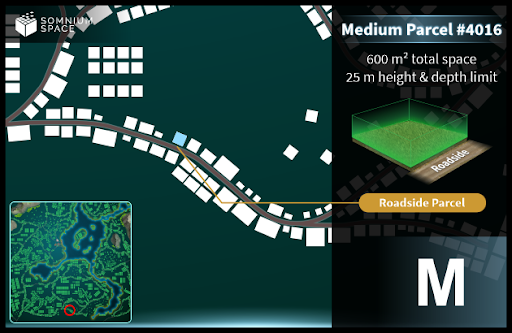 SOMNIUM
SPACE
Medium Parcel #4016
600 m² total space
25 m height & depth limit
Roadside
Roadside Parcel
M